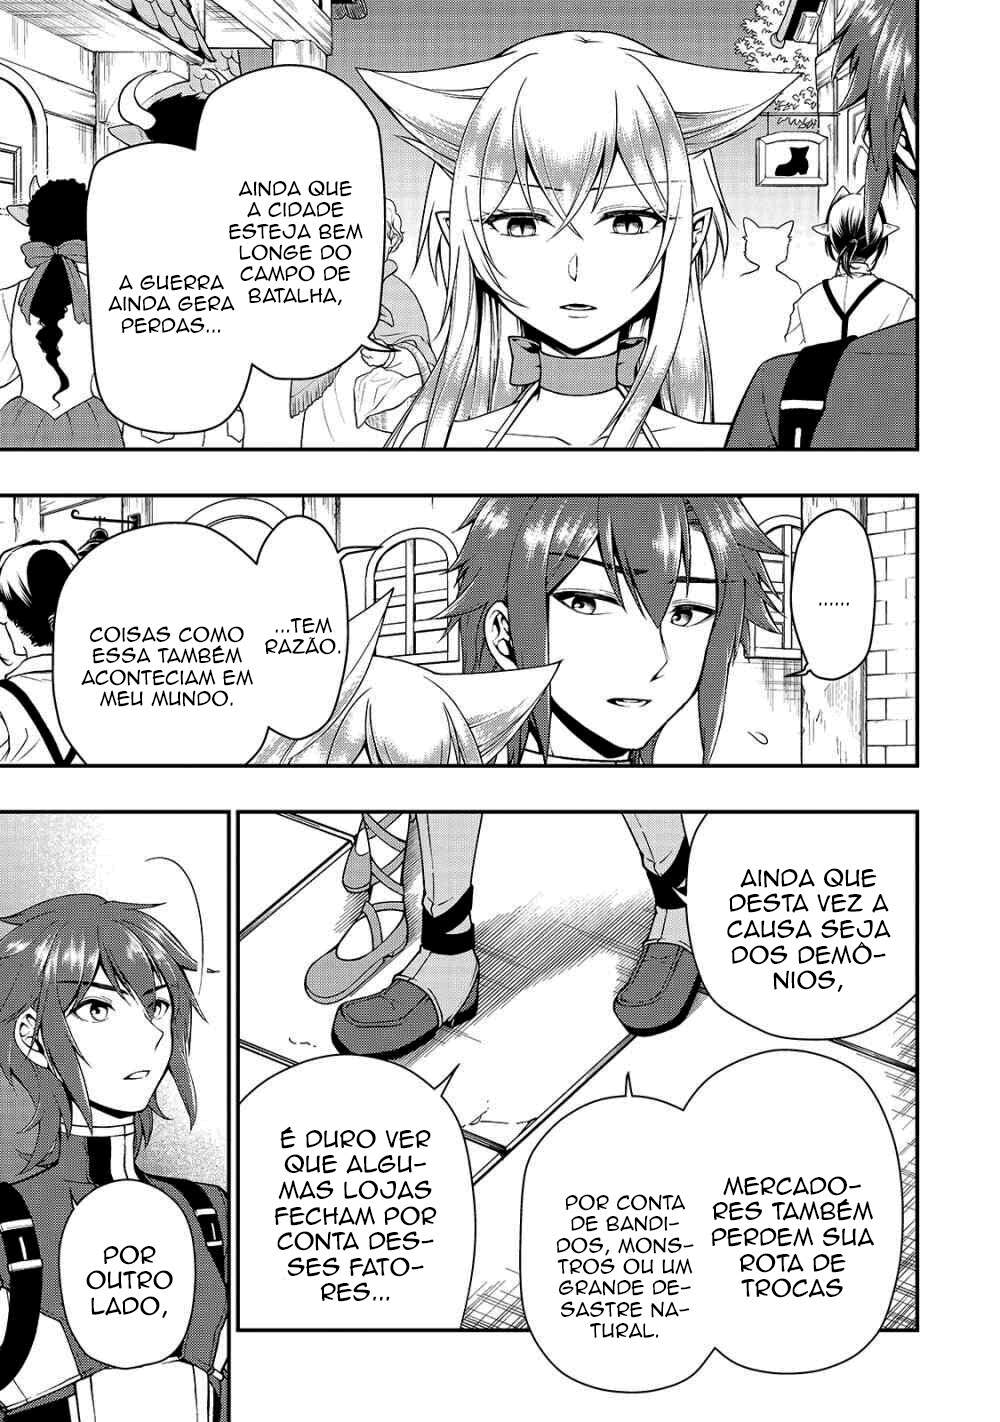 AINDA QUE
A CIDADE
ESTEJA BEM
LONGE DO
CAMPO DE
BATALHA,
A GUERRA
AINDA GERA
PERDAS...
......
...TEM
RAZÃO.
COISAS COMO
ESSA TAMBÉM
ACONTECIAM EM
MEU MUNDO.
AINDA QUE
DESTA VEZ A
CAUSA SEJA
DOS DEMÔ-
NIOS,
MERCADO-
RES TAMBÉM
PERDEM SUA
ROTA DE
TROCAS
POR CONTA
DE BANDI-
DOS, MONS-
TROS OU UM
GRANDE DE-
SASTRE NA-
TURAL.
É DURO VER
QUE ALGU-
MAS LOJAS
FECHAM POR
CONTA DES-
SES FATO-
RES...
POR
OUTRO
LADO,